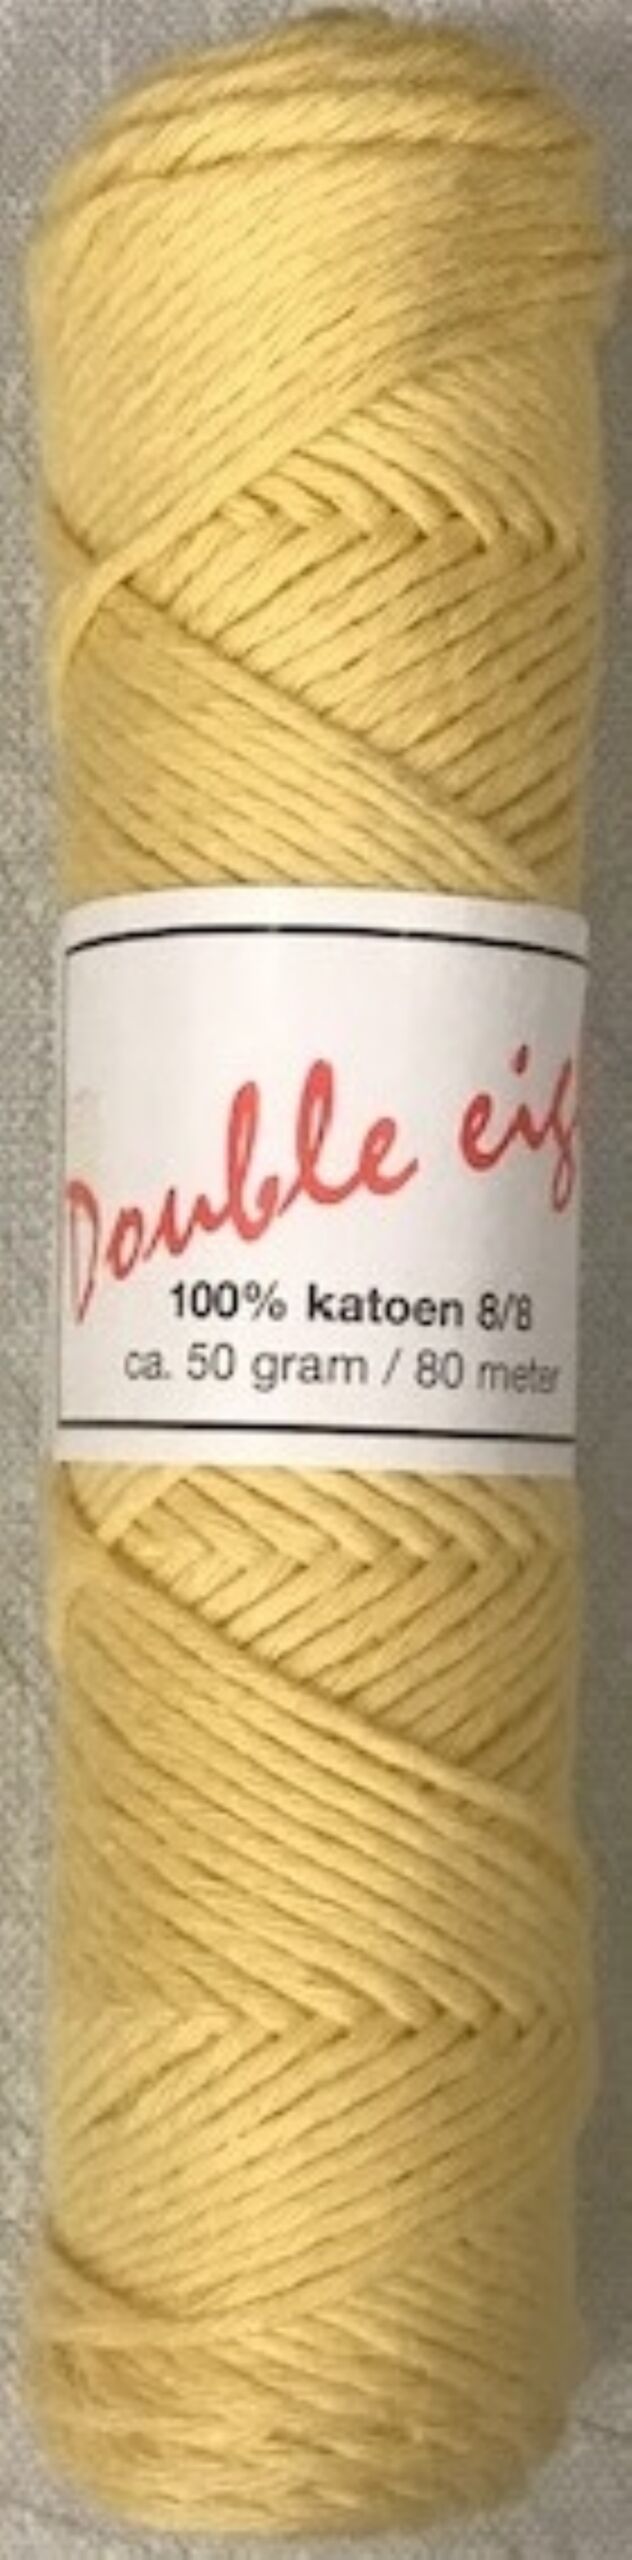 Double eig
100% katoen 8/8
ca. 50 gram / 80 meter